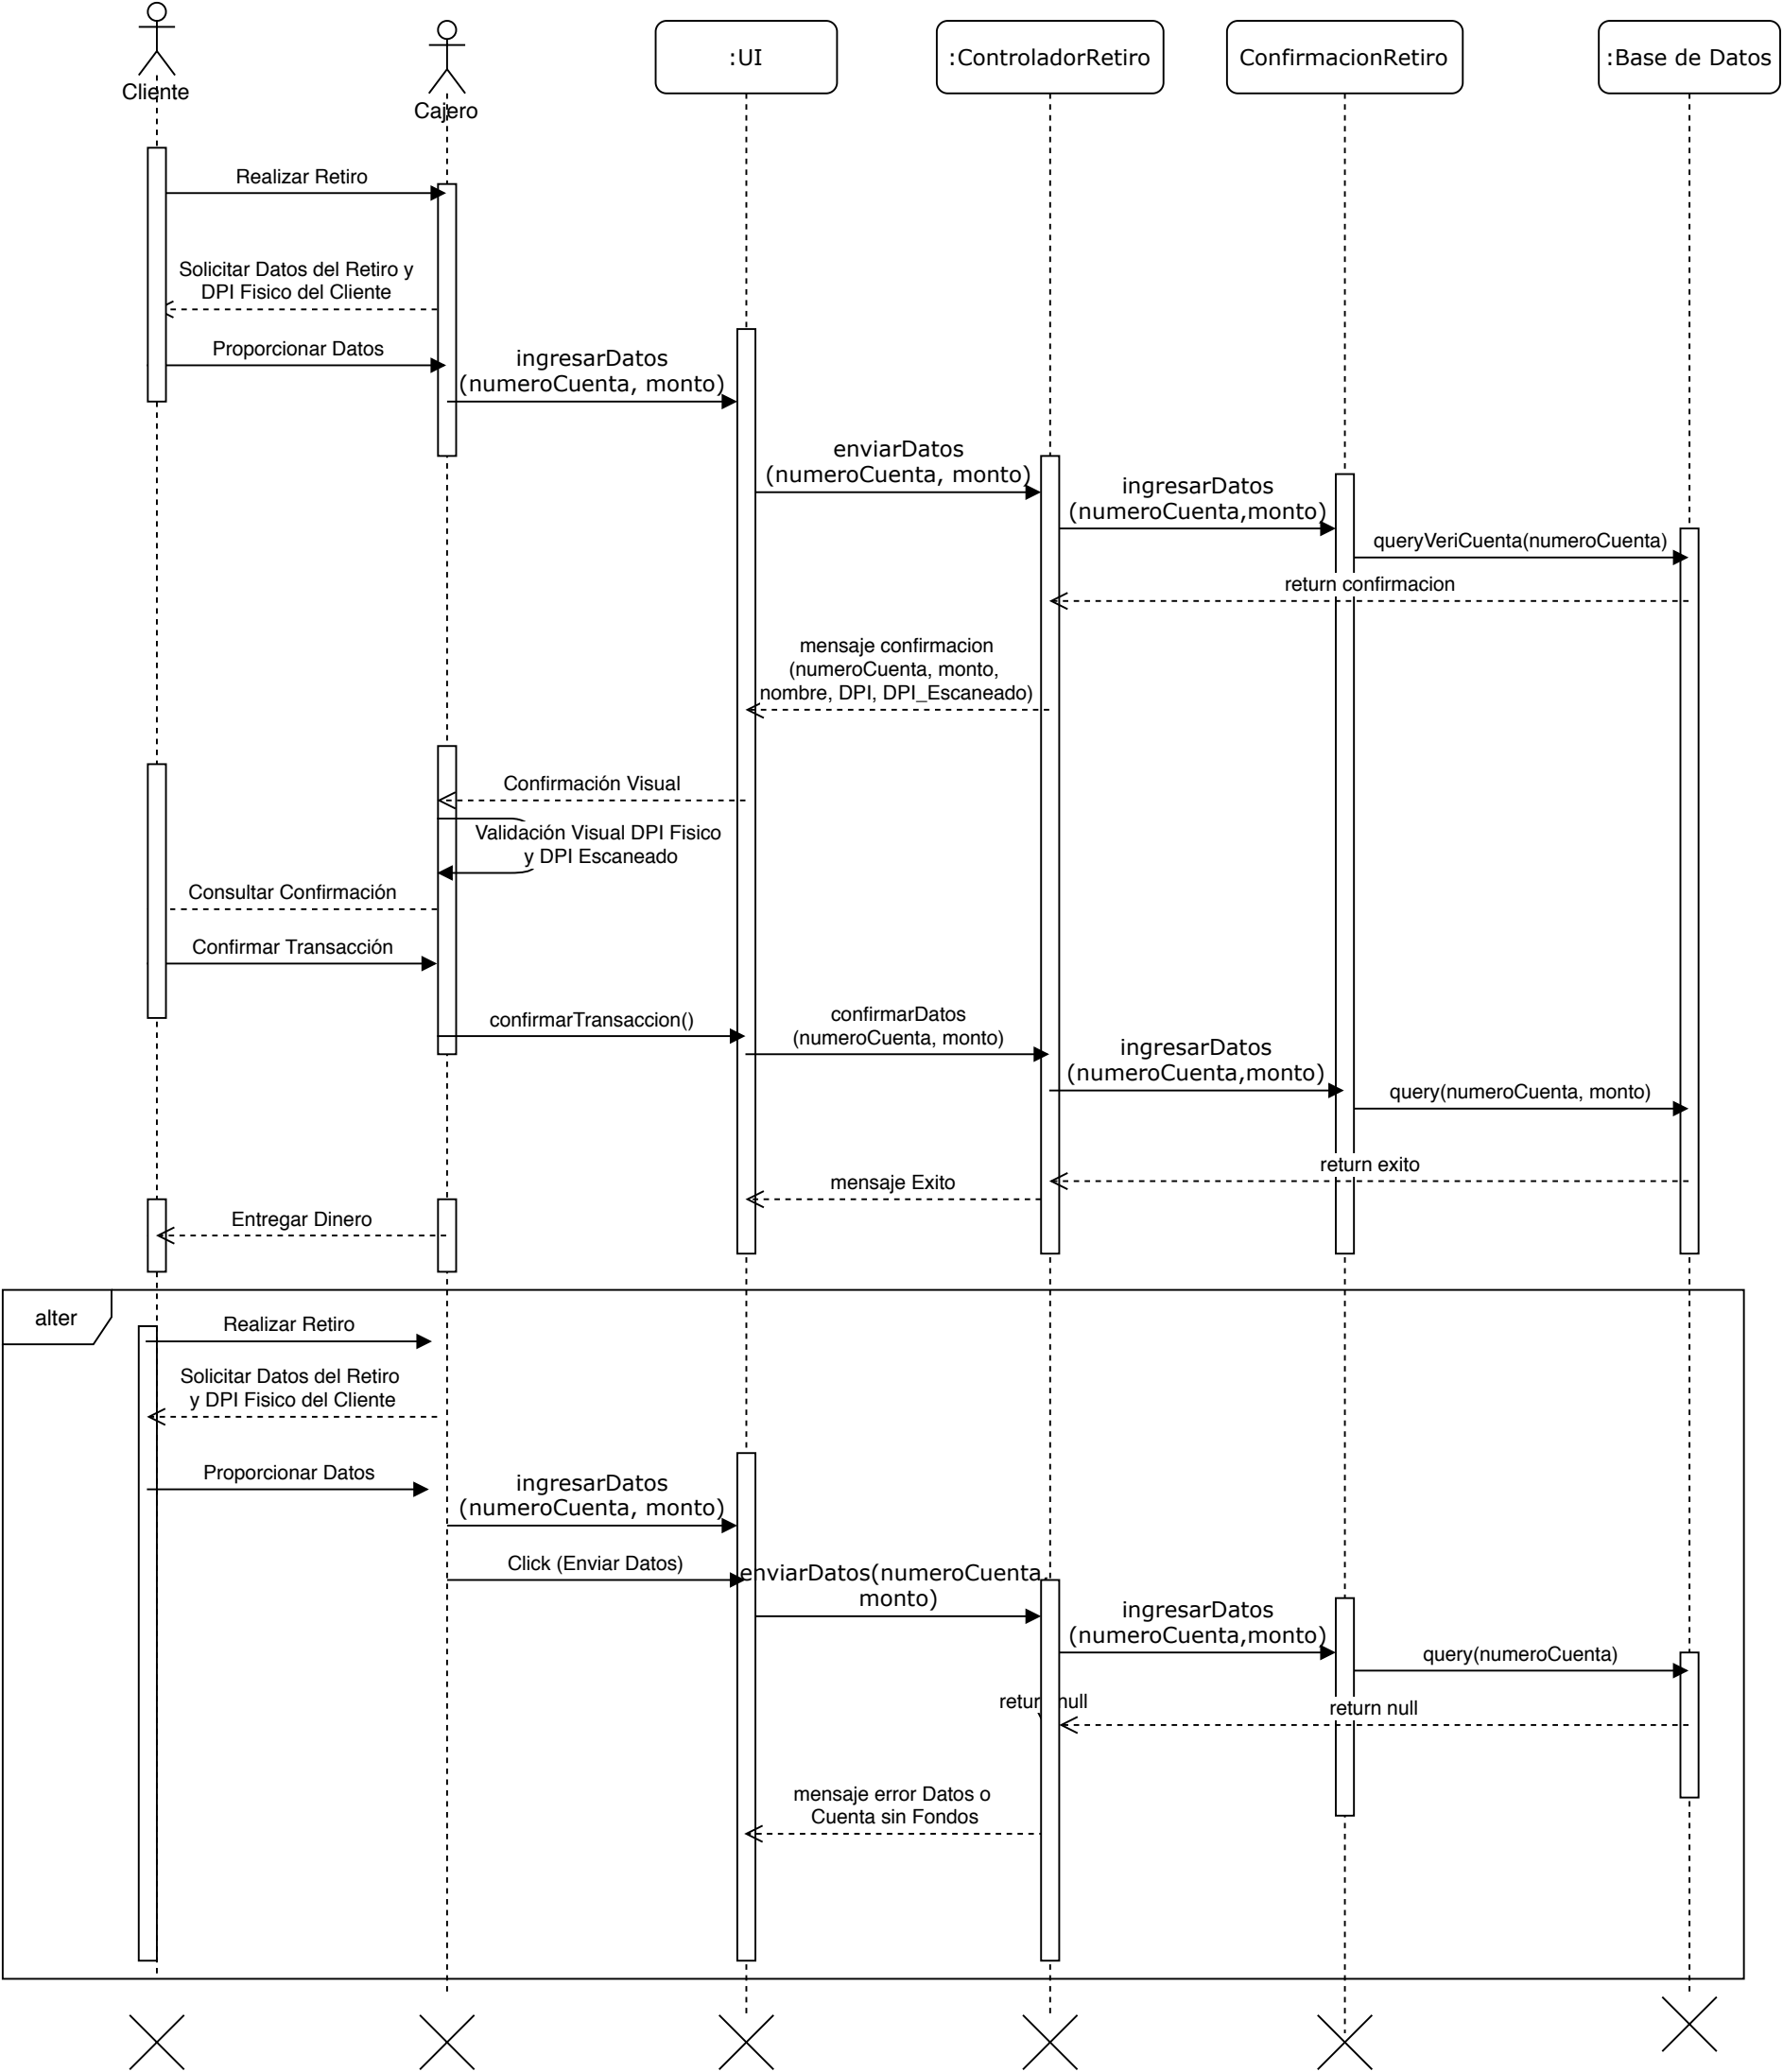 Cliente
Cajero
:UI
:ControladorRetiro
ConfirmacionRetiro
:Base de Datos
Realizar Retiro
Solicitar Datos del Retiro y
DPI Fisico del Cliente
Proporcionar Datos
ingresarDatos
(numeroCuenta, monto)
enviarDatos
(numeroCuenta, monto)
ingresarDatos
(numeroCuenta,monto)
queryVeriCuenta(numeroCuenta)
return confirmacion
mensaje confirmacion
(numeroCuenta, monto,
nombre, DPI, DPI_Escaneado)
Confirmación Visual
Validación Visual DPI Fisico
y DPI Escaneado
Consultar Confirmación
Confirmar Transacción
confirmarTransaccion()
confirmarDatos
(numeroCuenta, monto)
ingresarDatos
(numeroCuenta,monto)
query(numeroCuenta, monto)
return exito
mensaje Exito
Entregar Dinero
alter
Realizar Retiro
Solicitar Datos del Retiro
y DPI Fisico del Cliente
Proporcionar Datos
ingresarDatos
(numeroCuenta, monto)
Click (Enviar Datos)
enviarDatos(numeroCuenta,
monto)
ingresarDatos
(numeroCuenta,monto)
query(numeroCuenta)
return null
return null
mensaje error Datos o
Cuenta sin Fondos